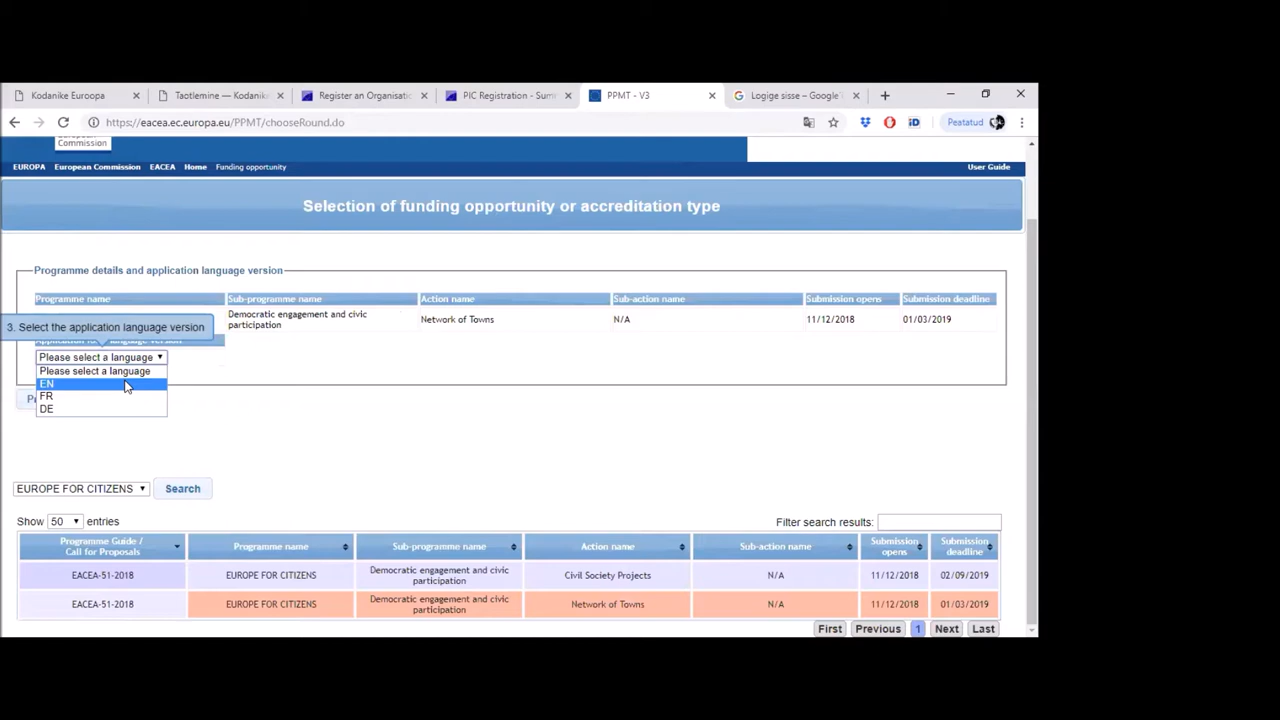 Kodanike Euroopa
Taotlemine — Kodanik
Register an Organisati
PIC Registration - Sum
PPMT - V3
Logige sisse – Google'
https://eacea.ec.europa.eu/PPMT/chooseRound.do
Peatatud
European
Commission
EUROPA European Commission EACEA Home Funding opportunity User Guide
Selection of funding opportunity or accreditation type
Programme details and application language version
Programme name Sub-programme name Action name Sub-action name Submission opens Submission deadline
Democratic engagement and civic
participation
Network of Towns N/A 11/12/2018 01/03/2019
3. Select the application language version
Please select a language
Please select a language
EN
FR
DE
EUROPE FOR CITIZENS Search
Show 50 entries Filter search results:
Programme Guide /
Call for Proposals
Programme name Sub-programme name Action name Sub-action name
Submission
opens
Submission
deadline
EACEA-51-2018 EUROPE FOR CITIZENS
Democratic engagement and civic
participation
Civil Society Projects N/A 11/12/2018 02/09/2019
EACEA-51-2018 EUROPE FOR CITIZENS
Democratic engagement and civic
participation
Network of Towns N/A 11/12/2018 01/03/2019
First Previous 1 Next Last